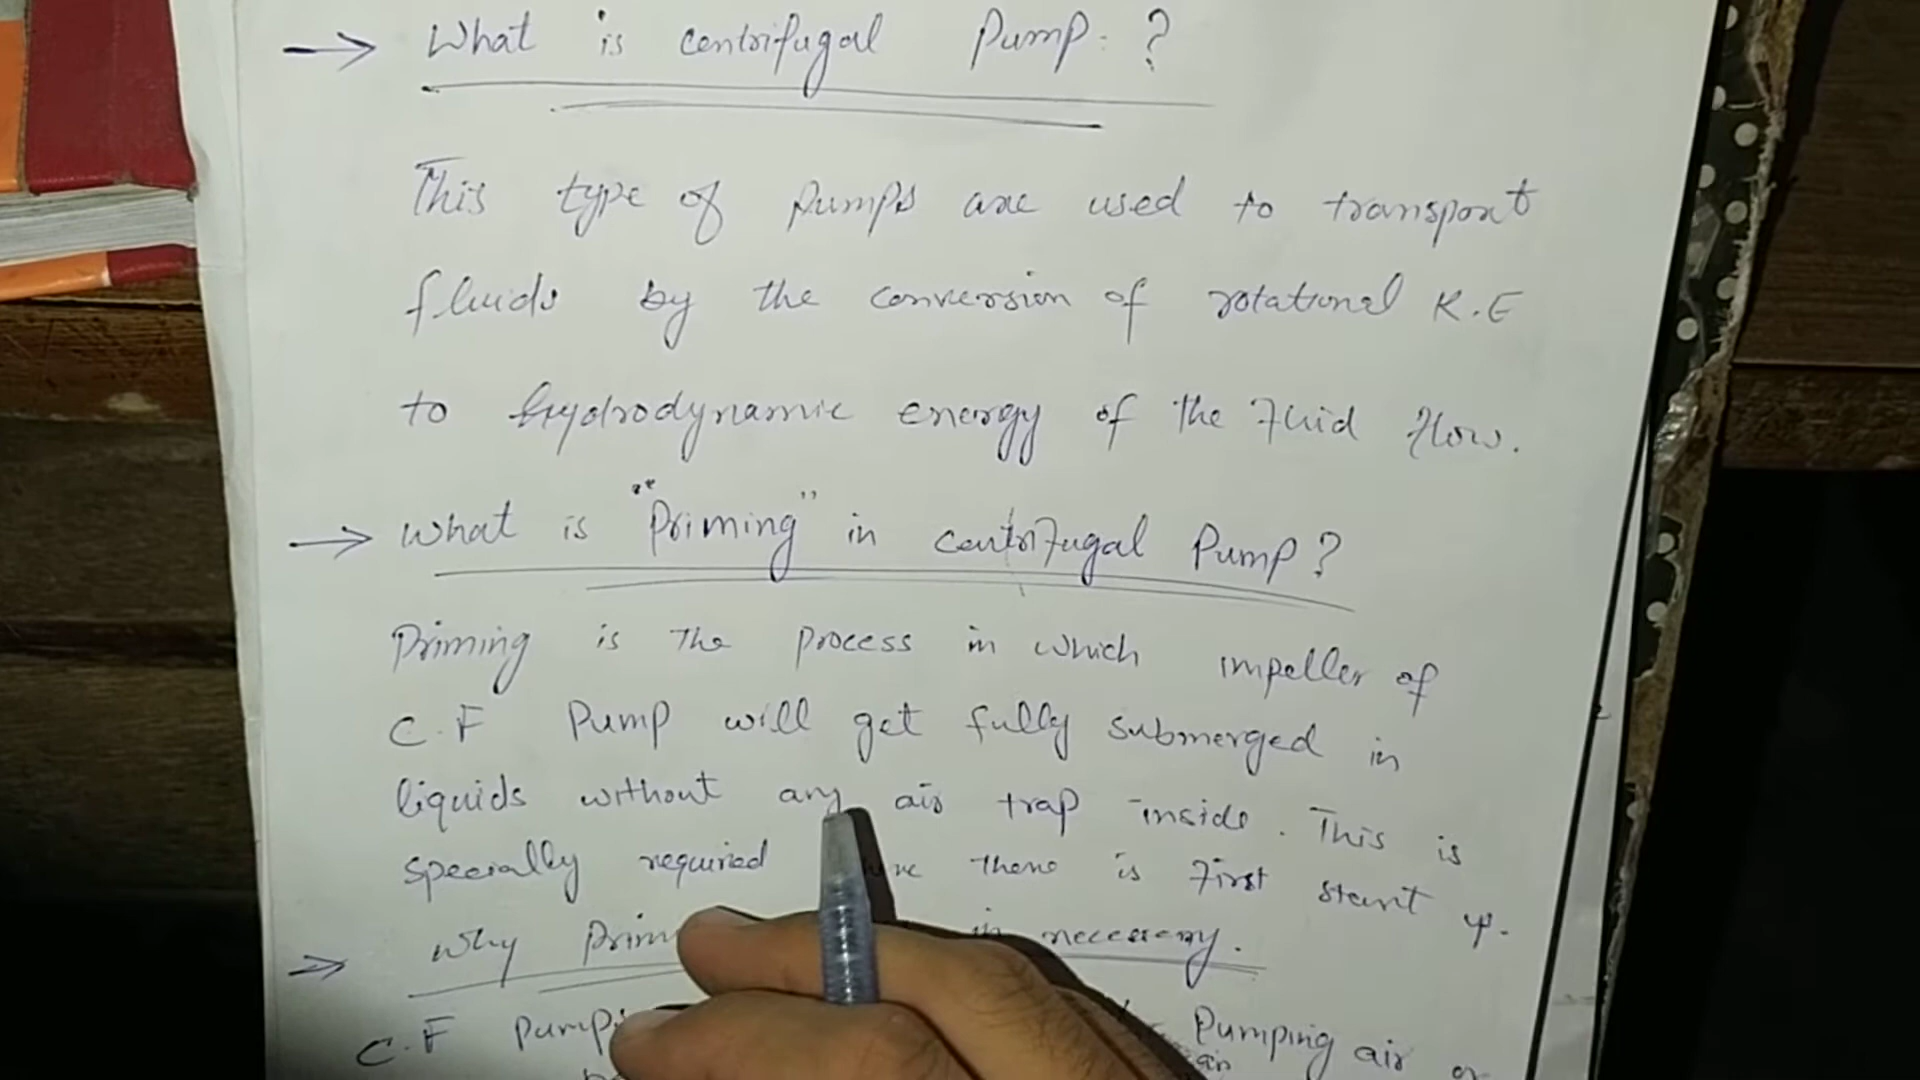 → What is centrifugal Pump. ?
This type of pumps are used to transport
fluids by the conversion of rotational K.E
to hydrodynamic energy of the fluid flow.
→ What is "Priming" in centrifugal Pump?
Priming is the process in which impeller of
C.F Pump will get fully submerged in
liquids without any air trap inside. This is
specially required there is first start up.
⇒ Why necessary.
C.F Pumps Pumping air or